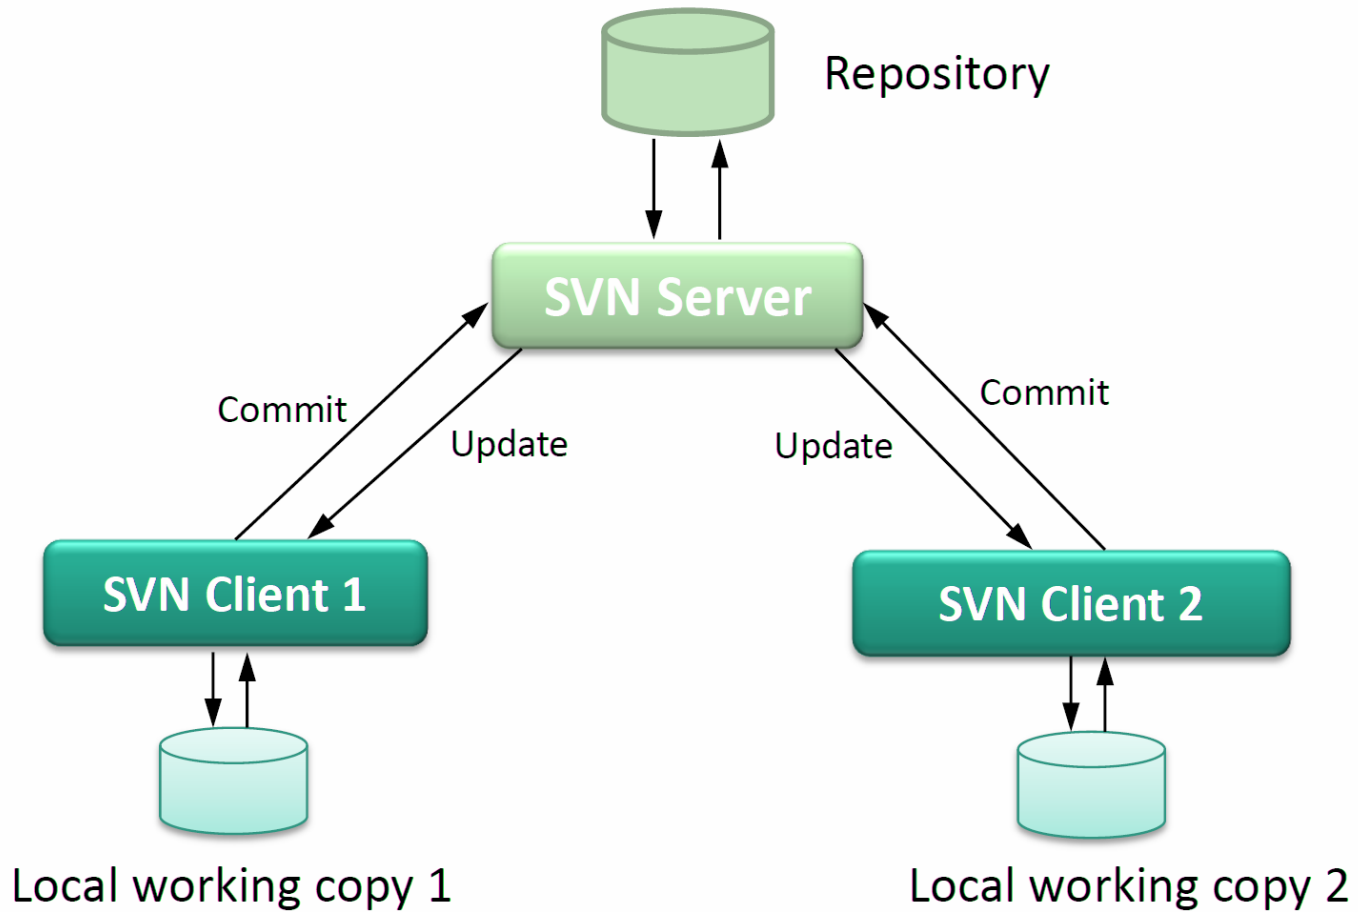 Repository
SVN Server
Commit
Update
Update
Commit
SVN Client 1
SVN Client 2
Local working copy 1
Local working copy 2